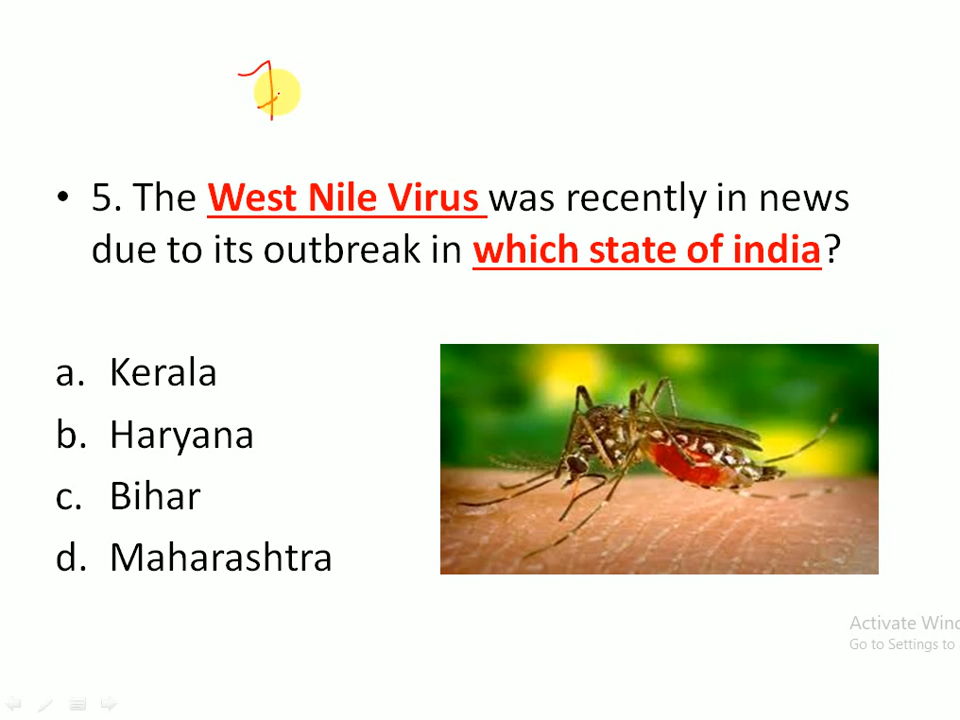 • 5. The West Nile Virus was recently in news
due to its outbreak in which state of india?
a. Kerala
b. Haryana
c. Bihar
d. Maharashtra
Activate Wind
Go to Settings to